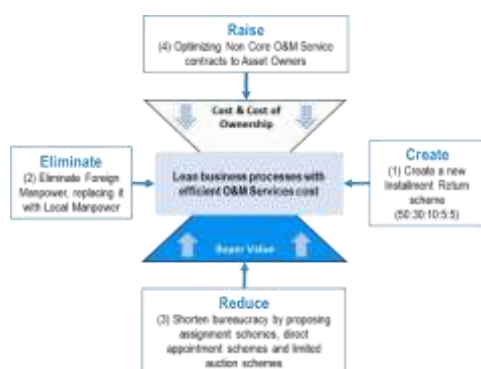 Raise
(4) Optimizing Non Core O&M Service
contracts to Asset Owners
Cost & Cost of
Ownership
Eliminate
(2) Eliminate Foreign
Manpower, replacing it
with Local Manpower
Lean business processes with
efficient O&M Services cost
Create
(1) Create a new
Installment Return
scheme
(50:30:10:5:5)
Buyer Value
Reduce
(3) Shorten bureaucracy by proposing
assignment schemes, direct
appointment schemes and limited
auction schemes